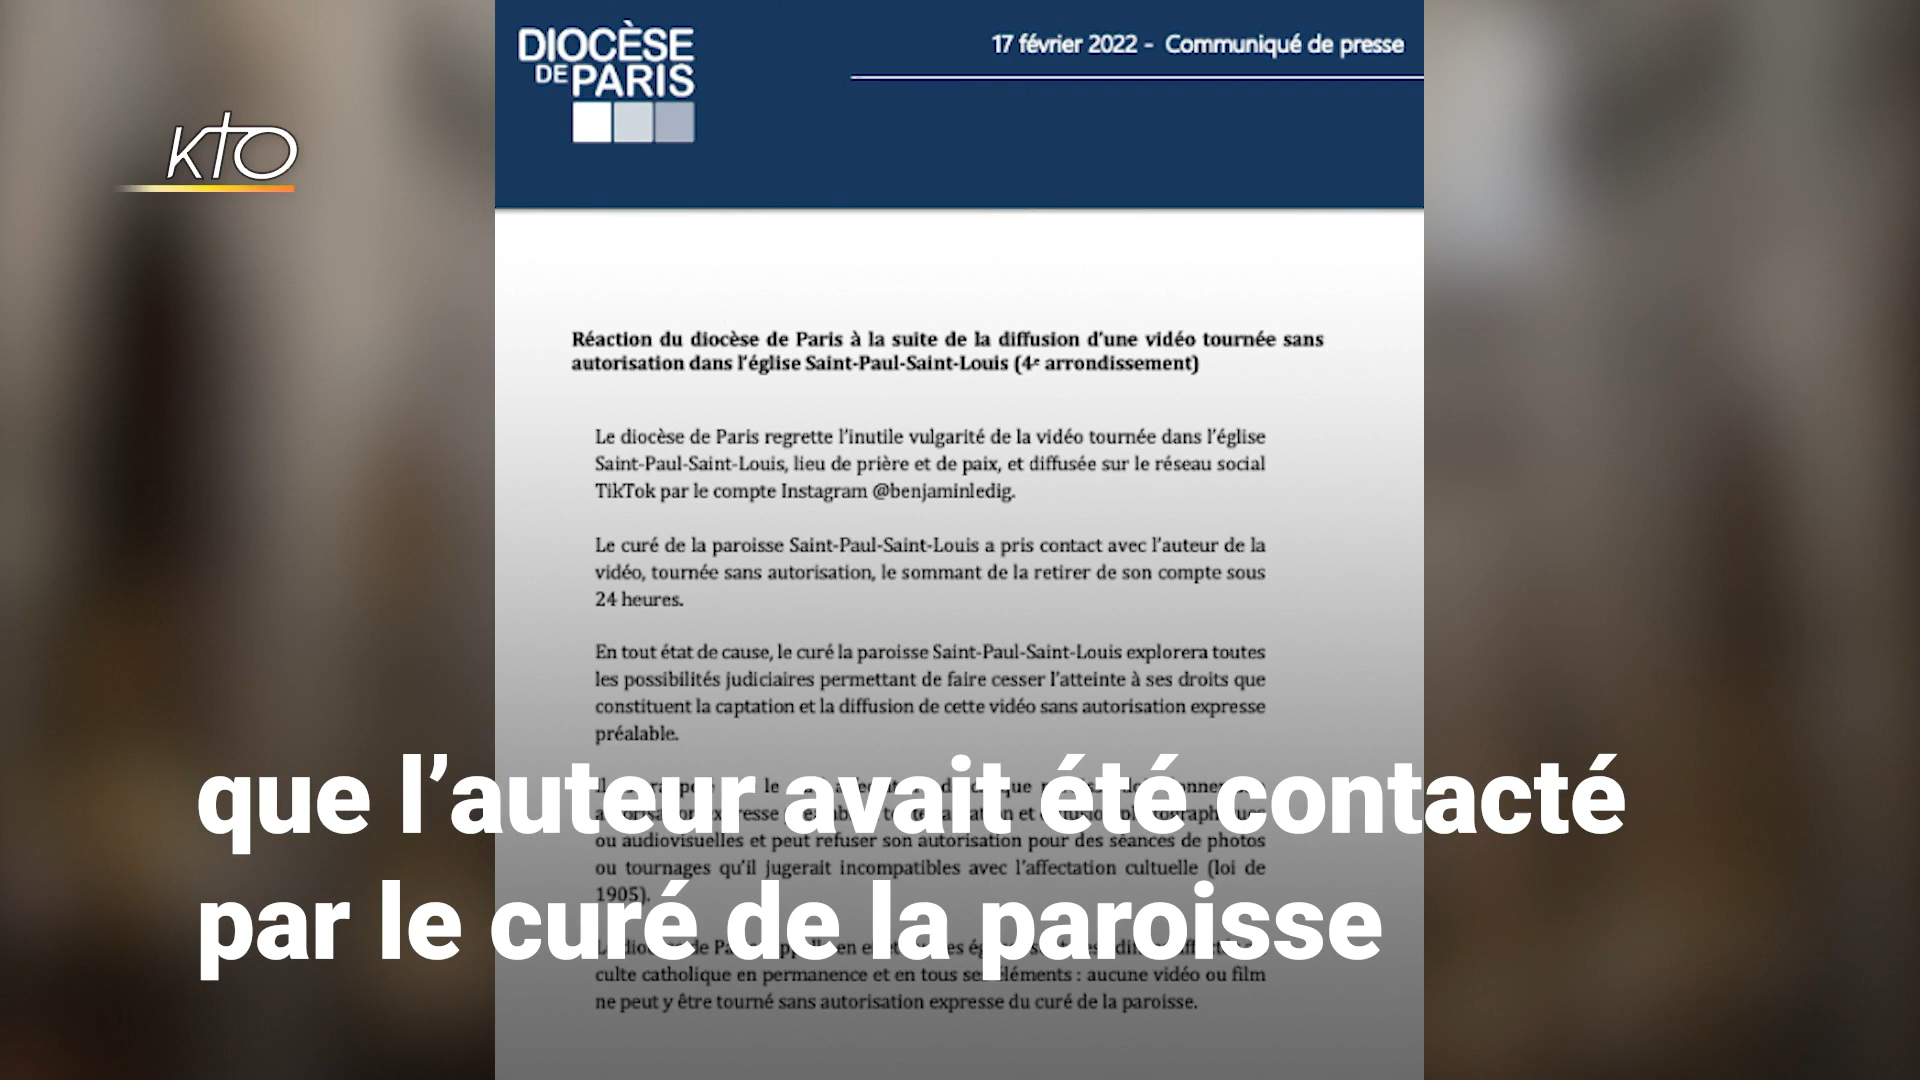 DIOCÈSE
DE PARIS
17 février 2022 - Communiqué de presse
KTO
Réaction du diocèse de Paris à la suite de la diffusion d'une vidéo tournée sans
autorisation dans l'église Saint-Paul-Saint-Louis (4e arrondissement)
Le diocèse de Paris regrette l'inutile vulgarité de la vidéo tournée dans l'église
Saint-Paul-Saint-Louis, lieu de prière et de paix, et diffusée sur le réseau social
TikTok par le compte Instagram @benjaminledig.
Le curé de la paroisse Saint-Paul-Saint-Louis a pris contact avec l'auteur de la
vidéo, tournée sans autorisation, le sommant de la retirer de son compte sous
24 heures.
En tout état de cause, le curé la paroisse Saint-Paul-Saint-Louis explorera toutes
les possibilités judiciaires permettant de faire cesser l'atteinte à ses droits que
constituent la captation et la diffusion de cette vidéo sans autorisation expresse
préalable.
que l’auteur avait été contacté
ou audiovisuelles et peut refuser son autorisation pour des séances de photos
ou tournages qu'il jugerait incompatibles avec l'affectation cultuelle (loi de
1905).
par le curé de la paroisse
culte catholique en permanence et en tous ses éléments : aucune vidéo ou film
ne peut y être tourné sans autorisation expresse du curé de la paroisse.